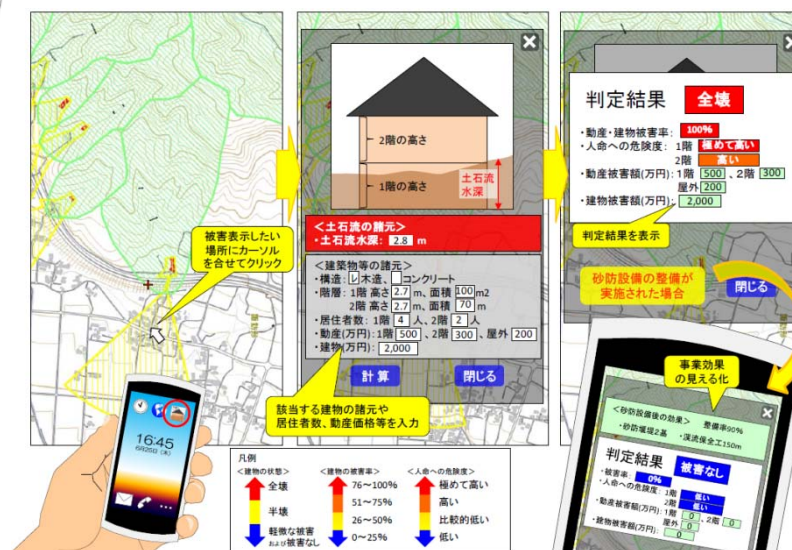 被害表示したい
場所にカーソル
を合せてクリック
16:45
6月25日（木）
2階の高さ
1階の高さ
土石流
水深
＜土石流の諸元＞
・土石流水深： 2.8 m
＜建築物等の諸元＞
・構造： レ 木造、 コンクリート
・階層： 1階 高さ 2.7 m、面積 100 m2
2階 高さ 2.7 m、面積 70 m
・居住者数： 1階 4 人、2階 2 人
・動産(万円)：1階 500 、2階 300 、屋外 200
・建物(万円)： 2,000
計 算
閉じる
該当する建物の諸元や
居住者数、動産価格等を入力
判定結果 全壊
・動産・建物被害率： 100%
・人命への危険度： 1階 極めて高い
2階 高い
・動産被害額(万円)：1階 500 、2階 300
屋外 200
・建物被害額(万円)： 2,000
判定結果を表示
砂防設備の整備が
実施された場合
閉じる
事業効果
の見える化
＜砂防設備後の効果＞ 整備率90%
・砂防堰堤2基 ・渓流保全工150m
判定結果 被害なし
・被害率： 0%
・人命への危険度：1階 低い
2階 低い
・動産被害額(万円)：1階 0 、2階 0
屋外 0
・建物被害額(万円)： 0
凡例
＜建物の状態＞
全壊
半壊
軽微な被害
および被害なし
＜建物の被害率＞
76～100%
51～75%
26～50%
0～25%
＜人命への危険度＞
極めて高い
高い
比較的低い
低い